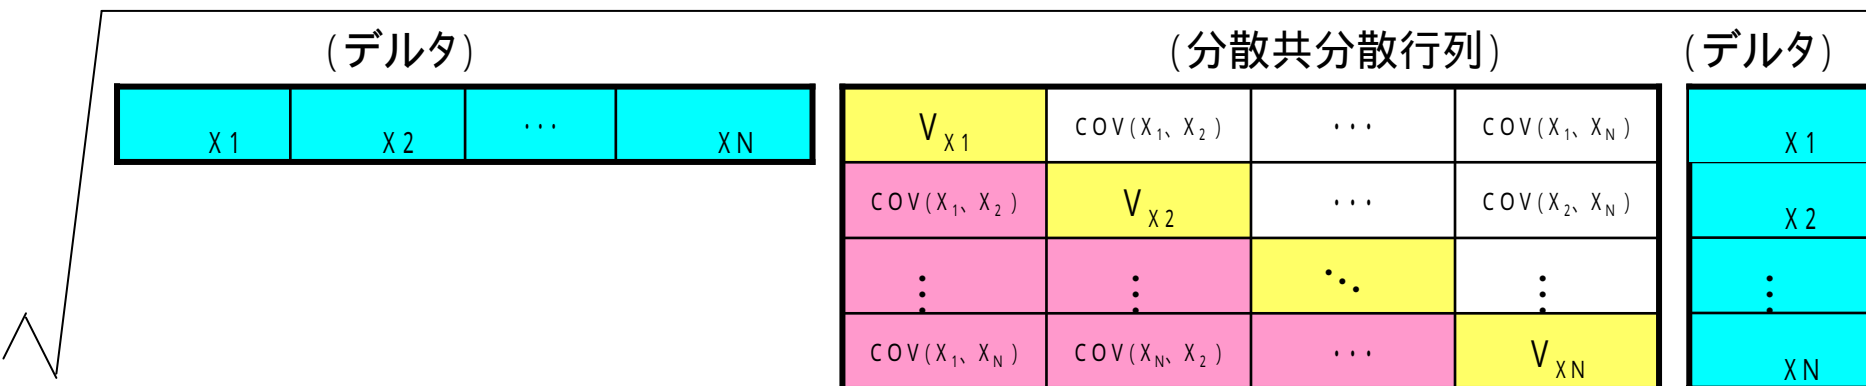 (デルタ) (分散共分散行列) (デルタ)
X1 X2 ・・・ XN VX1 COV(X1、X2) ・・・ COV(X1、XN) X1
COV(X1、X2) VX2 ・・・ COV(X2、XN) X2
⋮ ⋮ ⋱ ⋮ ⋮
COV(X1、XN) COV(XN、X2) ・・・ VXN XN